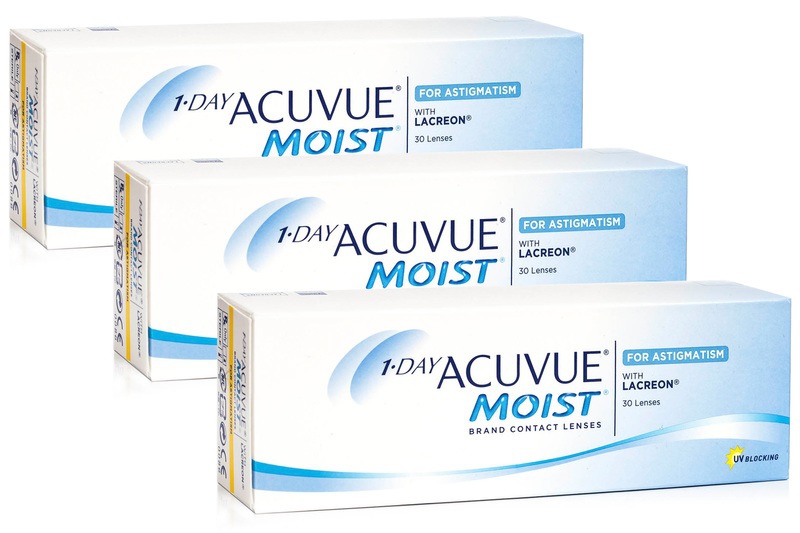 1·DAY ACUVUE®
MOIST®
FOR ASTIGMATISM
WITH
LACREON®
30 Lenses
1·DAY ACUVUE®
MOIST®
FOR ASTIGMATISM
WITH
LACREON®
30 Lenses
1·DAY ACUVUE®
MOIST®
BRAND CONTACT LENSES
FOR ASTIGMATISM
WITH
LACREON®
30 Lenses
UV BLOCKING